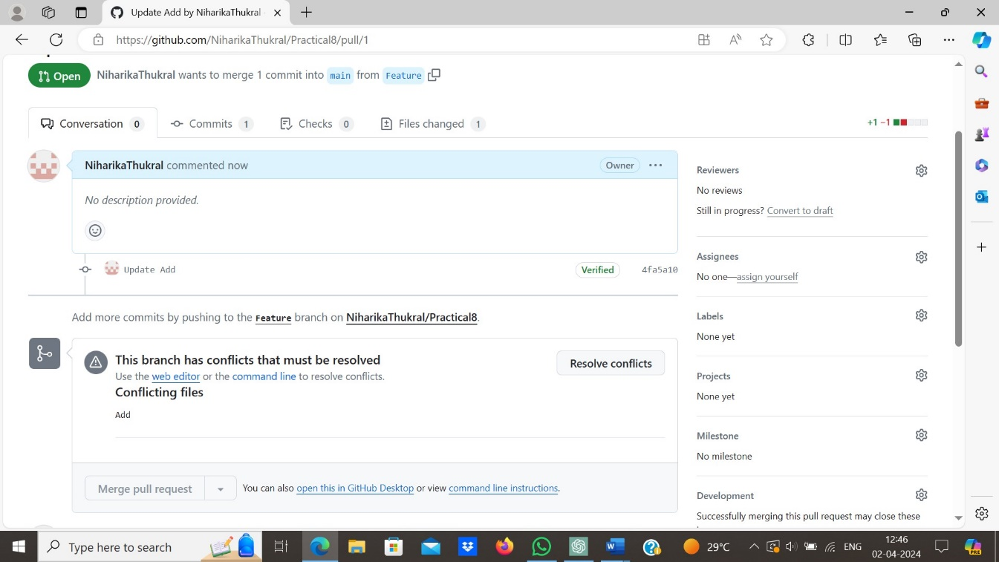 Update Add by NiharikaThukral
https://github.com/NiharikaThukral/Practical8/pull/1
Open
NiharikaThukral wants to merge 1 commit into main from Feature
Conversation 0
Commits 1
Checks 0
Files changed 1
+1 −1
NiharikaThukral commented now
Owner
No description provided.
Update Add
Verified
4fa5a10
Add more commits by pushing to the Feature branch on NiharikaThukral/Practical8.
This branch has conflicts that must be resolved
Use the web editor or the command line to resolve conflicts.
Resolve conflicts
Conflicting files
Add
Merge pull request
You can also open this in GitHub Desktop or view command line instructions.
Reviewers
No reviews
Still in progress? Convert to draft
Assignees
No one—assign yourself
Labels
None yet
Projects
None yet
Milestone
No milestone
Development
Successfully merging this pull request may close these
Type here to search
29°C
ENG
12:46
02-04-2024
PRE